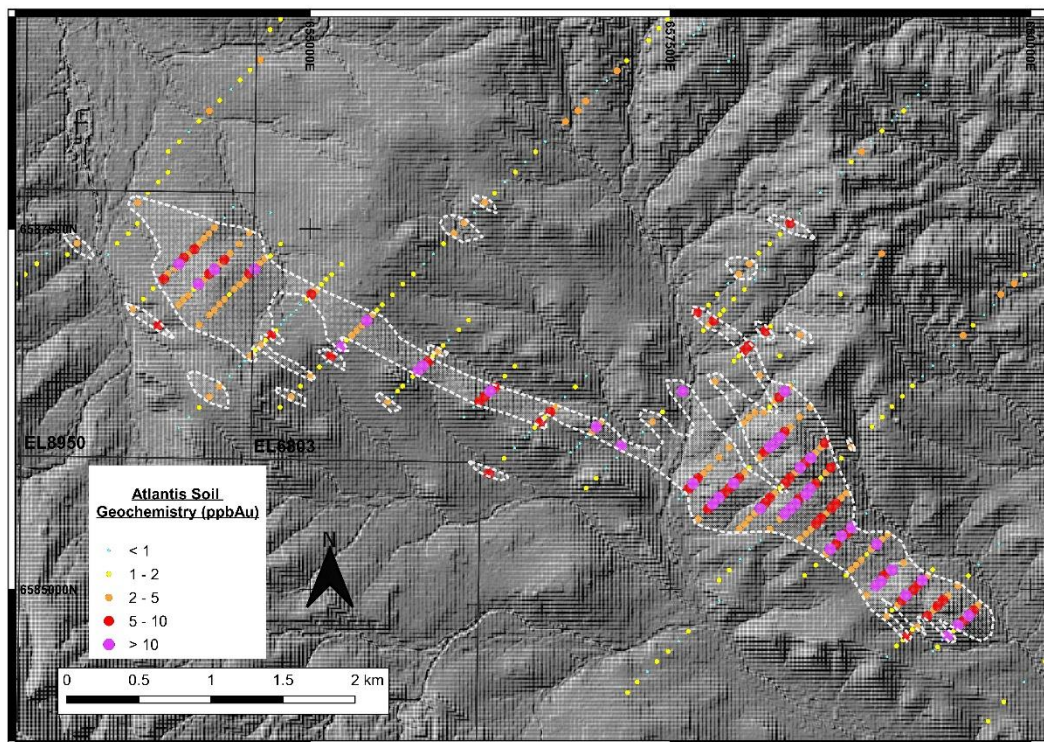 655000E
657500E
6587500N
EL8950
EL6803
Atlantis Soil
Geochemistry (ppbAu)
< 1
1 - 2
2 - 5
5 - 10
> 10
N
6585000N
0 0.5 1 1.5 2 km